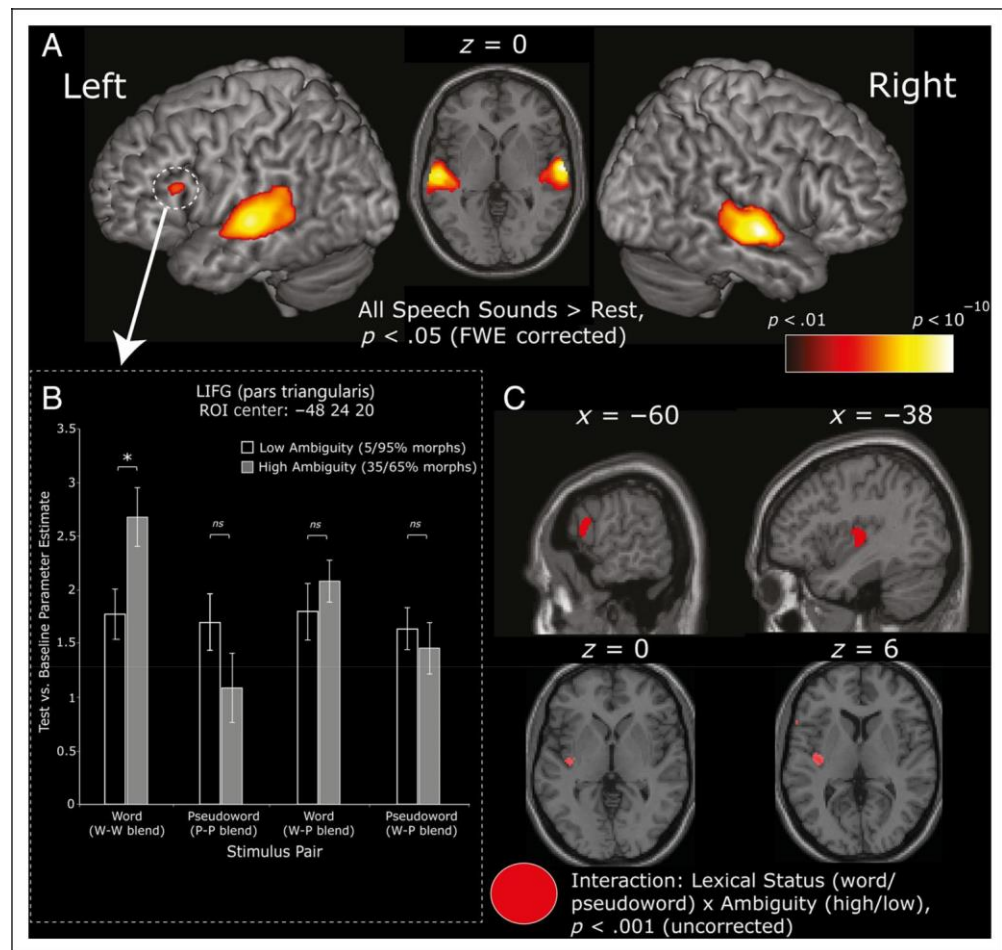 A
Left
z = 0
Right
All Speech Sounds > Rest,
p < .05 (FWE corrected)
p < .01
p < 10⁻¹⁰
B
LIFG (pars triangularis)
ROI center: −48 24 20
Low Ambiguity (5/95% morphs)
High Ambiguity (35/65% morphs)
3.5
3
2.5
2
1.5
1
0.5
0
Test vs. Baseline Parameter Estimate
*
ns
ns
ns
Word
(W-W blend)
Pseudoword
(P-P blend)
Word
(W-P blend)
Pseudoword
(W-P blend)
Stimulus Pair
C
x = −60
x = −38
z = 0
z = 6
Interaction: Lexical Status (word/
pseudoword) x Ambiguity (high/low),
p < .001 (uncorrected)